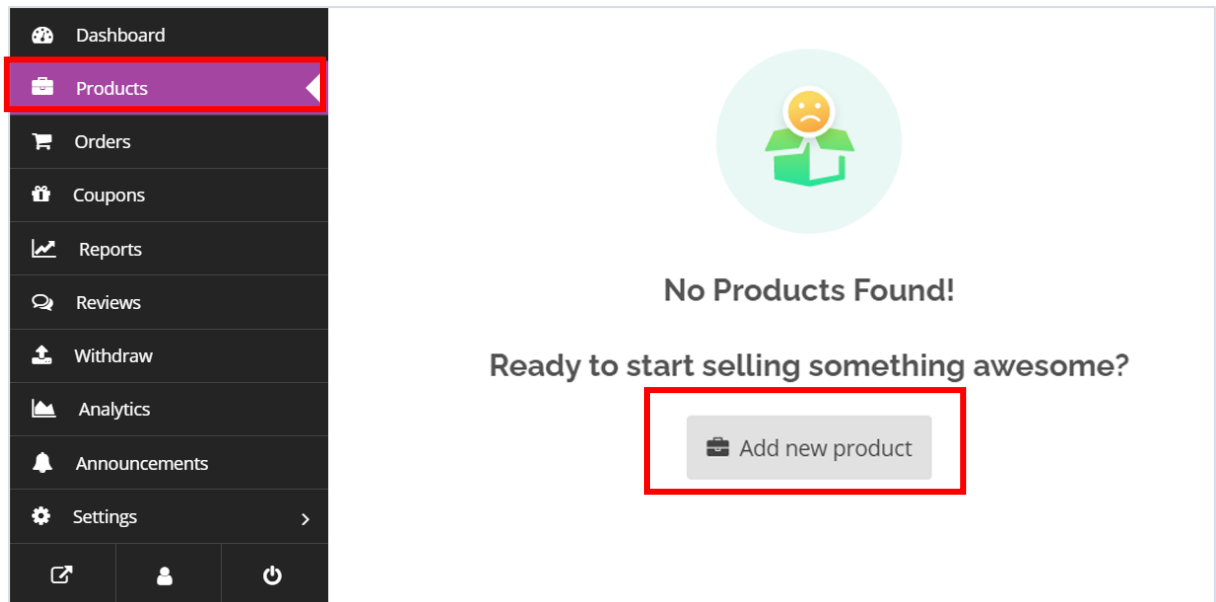 Dashboard
Products
Orders
Coupons
Reports
Reviews
Withdraw
Analytics
Announcements
Settings
No Products Found!
Ready to start selling something awesome?
Add new product